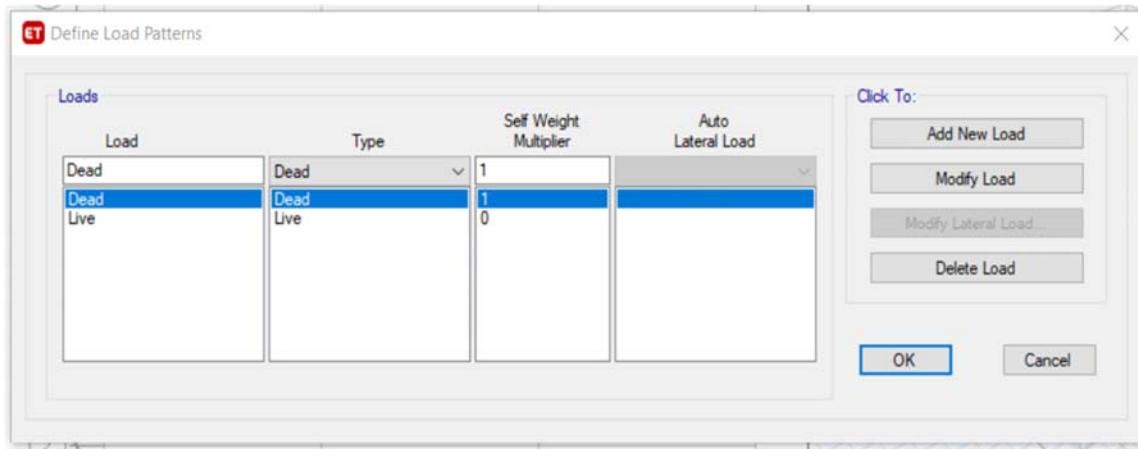 ET Define Load Patterns
Loads
Click To:
Load Type Self Weight Multiplier Auto Lateral Load
Dead Dead 1
Dead Dead 1
Live Live 0
Add New Load
Modify Load
Modify Lateral Load...
Delete Load
OK Cancel